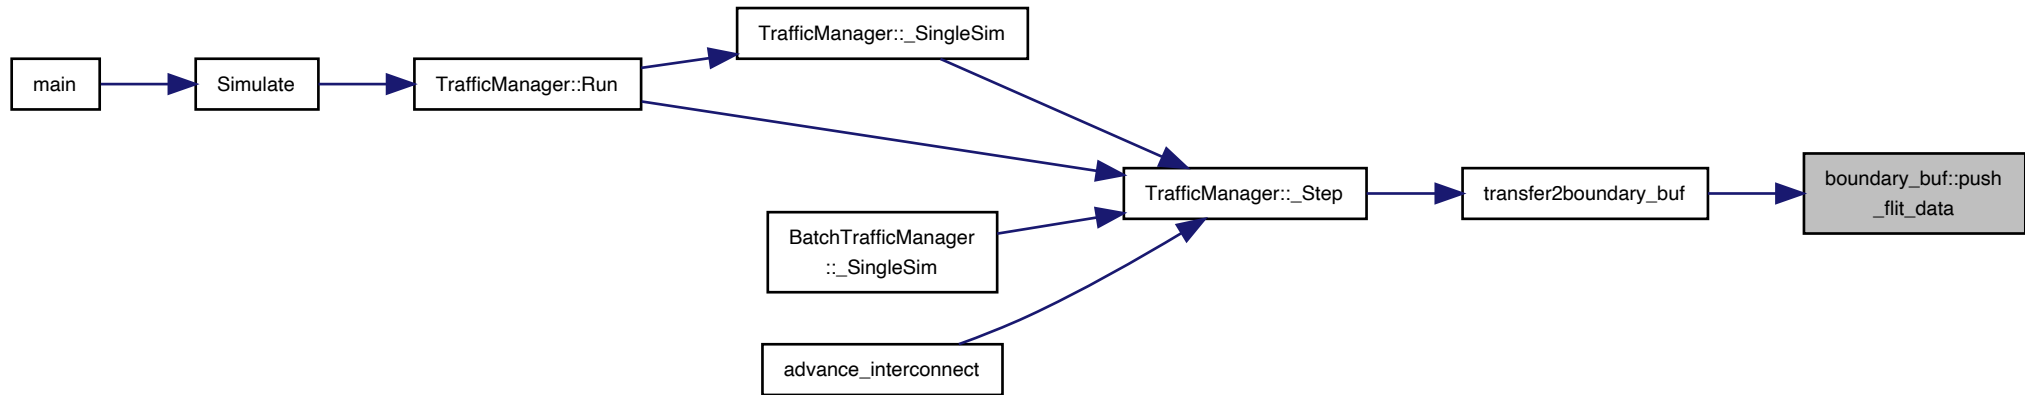 main
Simulate
TrafficManager::Run
TrafficManager::_SingleSim
BatchTrafficManager
::_SingleSim
advance_interconnect
TrafficManager::_Step
transfer2boundary_buf
boundary_buf::push
_flit_data